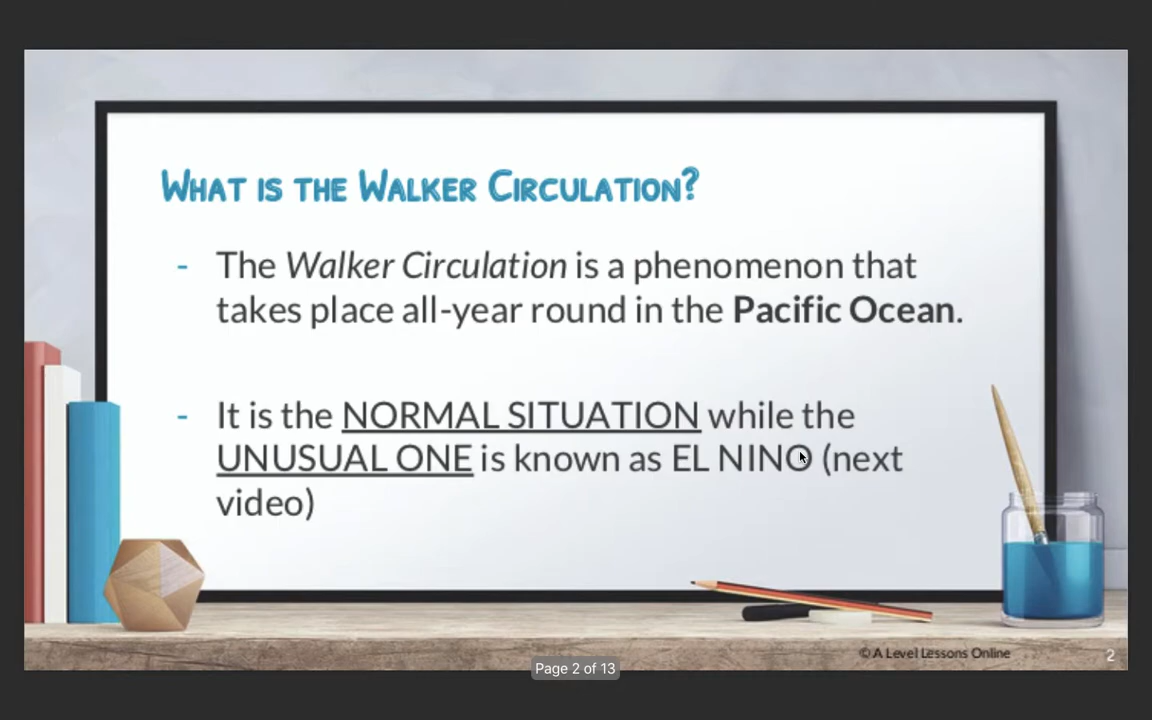 What is the Walker Circulation?
- The Walker Circulation is a phenomenon that
takes place all-year round in the Pacific Ocean.
- It is the NORMAL SITUATION while the
UNUSUAL ONE is known as EL NINO (next
video)
© A Level Lessons Online
2
Page 2 of 13